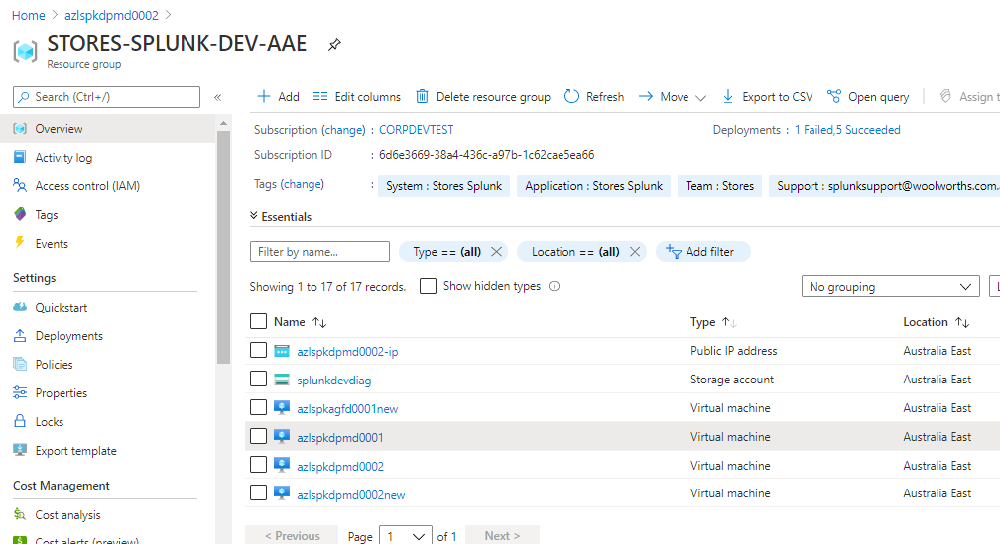 Home > azlspkdpmd0002 >
STORES-SPLUNK-DEV-AAE
Resource group
Search (Ctrl+/)
«
Overview
Activity log
Access control (IAM)
Tags
Events
Settings
Quickstart
Deployments
Policies
Properties
Locks
Export template
Cost Management
Cost analysis
Cost alerts (preview)
Add Edit columns Delete resource group Refresh Move Export to CSV Open query Assign t
Subscription (change) : CORPDEVTEST Deployments : 1 Failed,5 Succeeded
Subscription ID : 6d6e3669-38a4-436c-a97b-1c62cae5ea66
Tags (change) : System : Stores Splunk Application : Stores Splunk Team : Stores Support : splunksupport@woolworths.com.
Essentials
Filter by name... Type == (all) Location == (all) Add filter
Showing 1 to 17 of 17 records. Show hidden types No grouping
Name Type Location
azlspkdpmd0002-ip Public IP address Australia East
splunkdevdiag Storage account Australia East
azlspkagfd0001new Virtual machine Australia East
azlspkdpmd0001 Virtual machine Australia East
azlspkdpmd0002 Virtual machine Australia East
azlspkdpmd0002new Virtual machine Australia East
< Previous Page 1 of 1 Next >